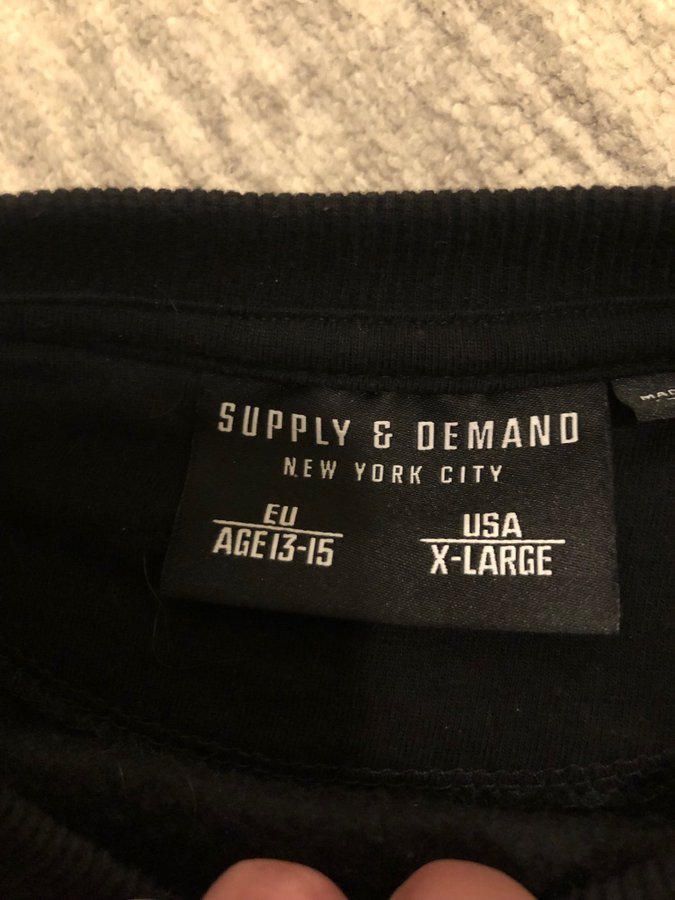 SUPPLY & DEMAND
NEW YORK CITY
EU
AGE 13-15
USA
X-LARGE